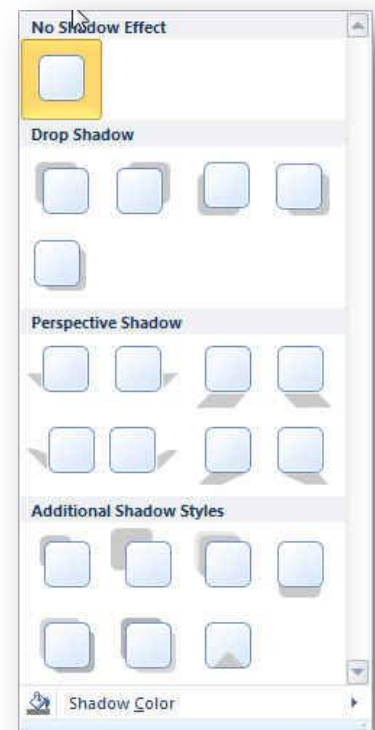 No Shadow Effect
Drop Shadow
Perspective Shadow
Additional Shadow Styles
Shadow Color